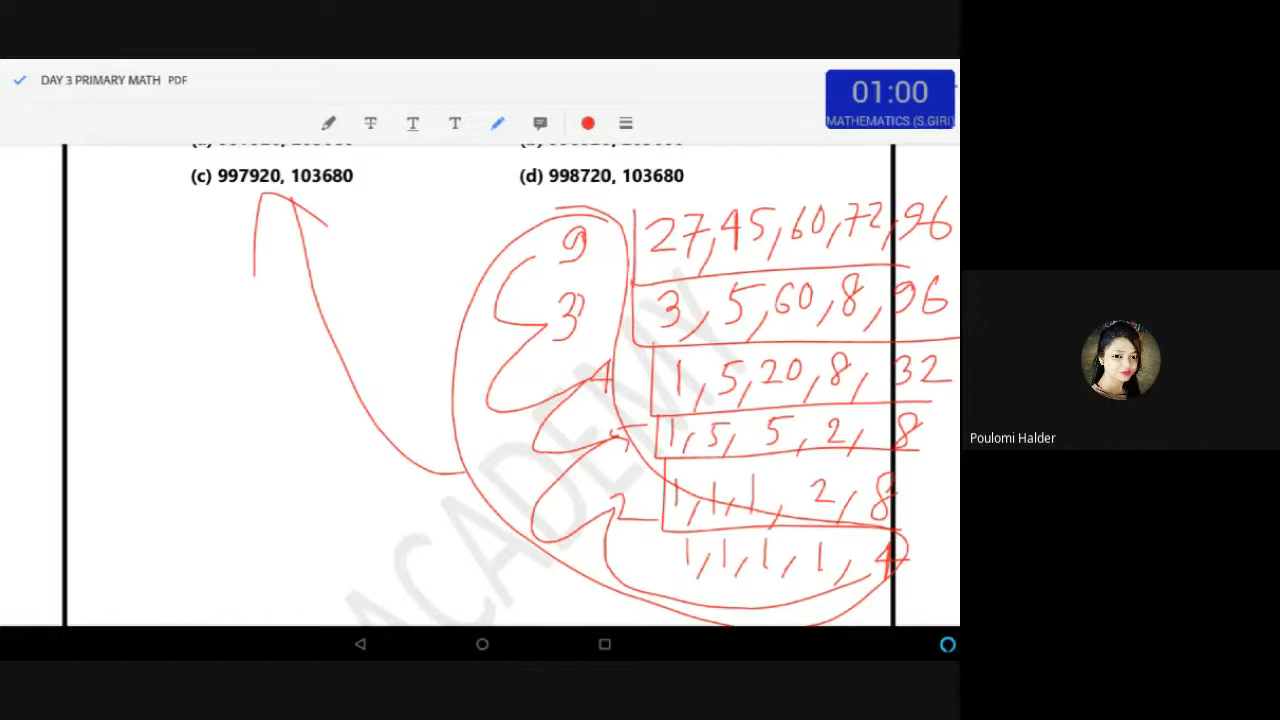 DAY 3 PRIMARY MATH PDF
01:00
MATHEMATICS (S.GIRI)
(c) 997920, 103680 (d) 998720, 103680
9 27, 45, 60, 72, 96
3 3, 5, 60, 8, 96
4 1, 5, 20, 8, 32
5 1, 5, 5, 2, 8
2 1, 1, 1, 2, 8
1, 1, 1, 1, 4
ACADEMY
Poulomi Halder